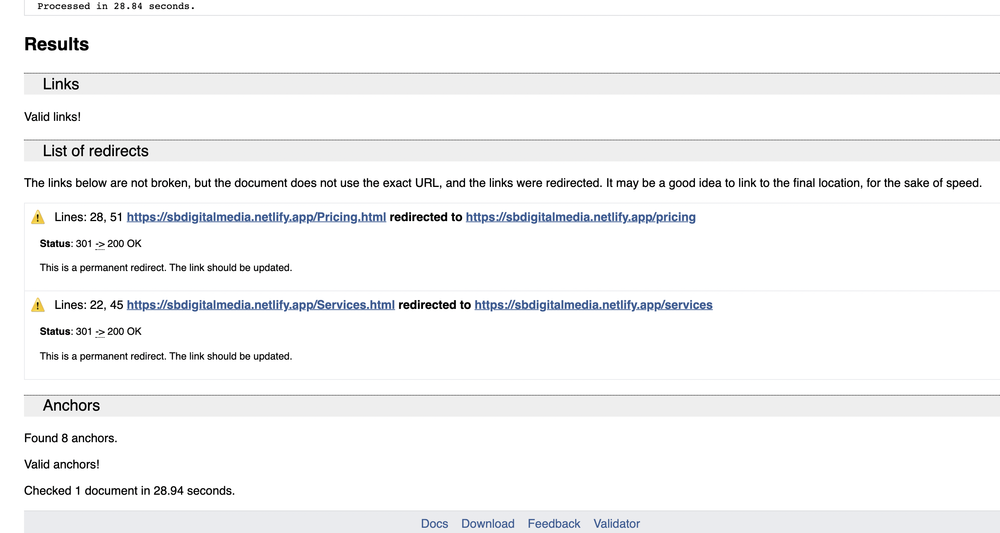 Processed in 28.84 seconds.
Results
Links
Valid links!
List of redirects
The links below are not broken, but the document does not use the exact URL, and the links were redirected. It may be a good idea to link to the final location, for the sake of speed.
Lines: 28, 51 https://sbdigitalmedia.netlify.app/Pricing.html redirected to https://sbdigitalmedia.netlify.app/pricing
Status: 301 -> 200 OK
This is a permanent redirect. The link should be updated.
Lines: 22, 45 https://sbdigitalmedia.netlify.app/Services.html redirected to https://sbdigitalmedia.netlify.app/services
Status: 301 -> 200 OK
This is a permanent redirect. The link should be updated.
Anchors
Found 8 anchors.
Valid anchors!
Checked 1 document in 28.94 seconds.
Docs Download Feedback Validator